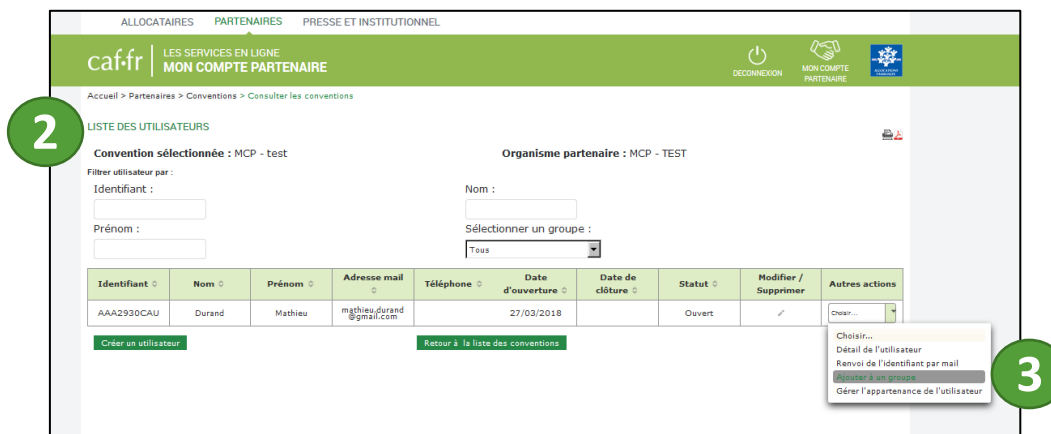 ALLOCATAIRES PARTENAIRES PRESSE ET INSTITUTIONNEL
caf.fr LES SERVICES EN LIGNE
MON COMPTE PARTENAIRE
DECONNEXION
MON COMPTE
PARTENAIRE
ALLOCATIONS
FAMILIALES
Accueil > Partenaires > Conventions > Consulter les conventions
2
LISTE DES UTILISATEURS
Convention sélectionnée : MCP - test Organisme partenaire : MCP - TEST
Filtrer utilisateur par :
Identifiant : Nom :
Prénom : Sélectionner un groupe :
Tous
Identifiant Nom Prénom Adresse mail Téléphone Date d'ouverture Date de clôture Statut Modifier / Supprimer Autres actions
AAA2930CAU Durand Mathieu mathieu.durand@gmail.com 27/03/2018 Ouvert Choisir...
Créer un utilisateur Retour à la liste des conventions
Choisir...
Détail de l'utilisateur
Renvoi de l'identifiant par mail
Ajouter à un groupe
Gérer l'appartenance de l'utilisateur
3